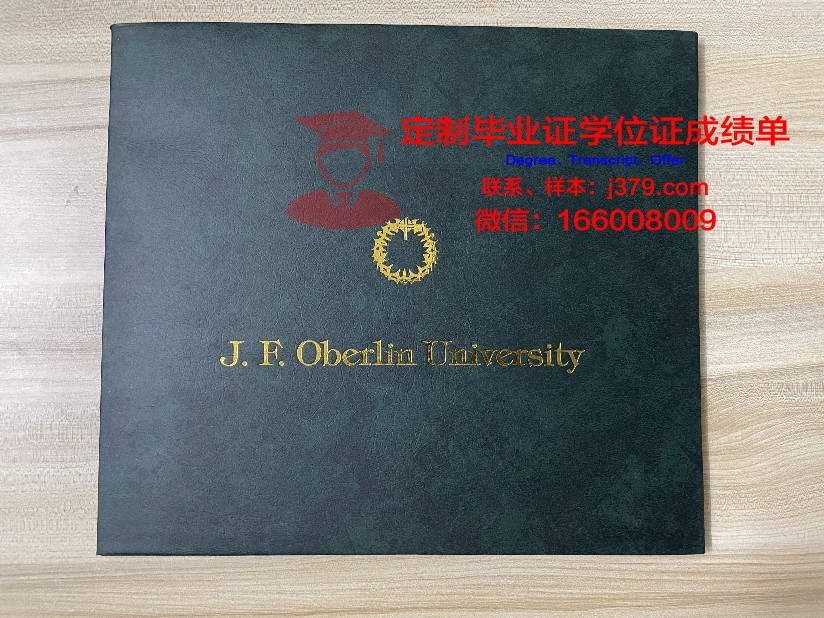 定制毕业证学位证成绩单
Degree、Transcript、Offer
联系、样本：j379.com
微信：166008009
J. F. Oberlin University